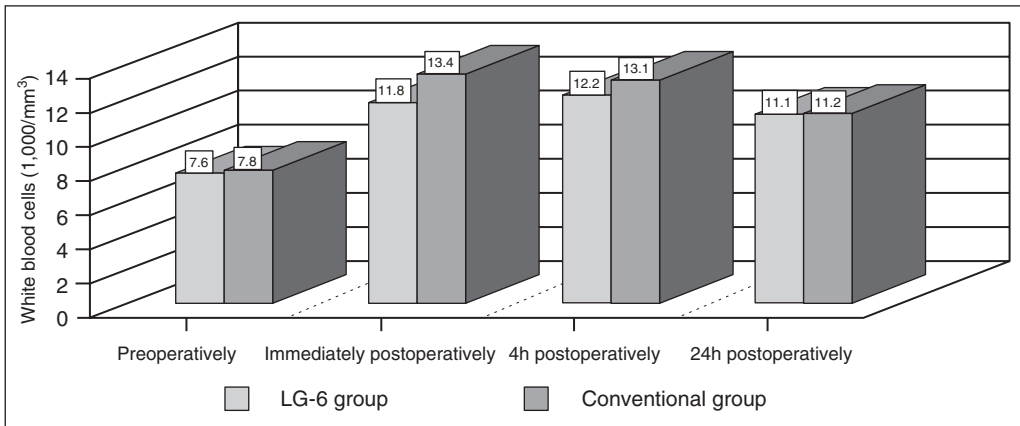 White blood cells (1,000/mm³)
14
12
10
8
6
4
2
0
7.6
7.8
11.8
13.4
12.2
13.1
11.1
11.2
Preoperatively
Immediately postoperatively
4h postoperatively
24h postoperatively
LG-6 group
Conventional group